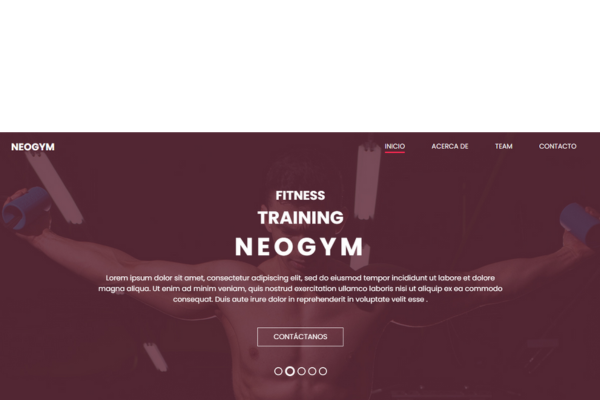 NEOGYM
INICIO
ACERCA DE
TEAM
CONTACTO
FITNESS
TRAINING
NEOGYM
Lorem ipsum dolor sit amet, consectetur adipiscing elit, sed do eiusmod tempor incididunt ut labore et dolore
magna aliqua. Ut enim ad minim veniam, quis nostrud exercitation ullamco laboris nisi ut aliquip ex ea commodo
consequat. Duis aute irure dolor in reprehenderit in voluptate velit esse .
CONTÁCTANOS